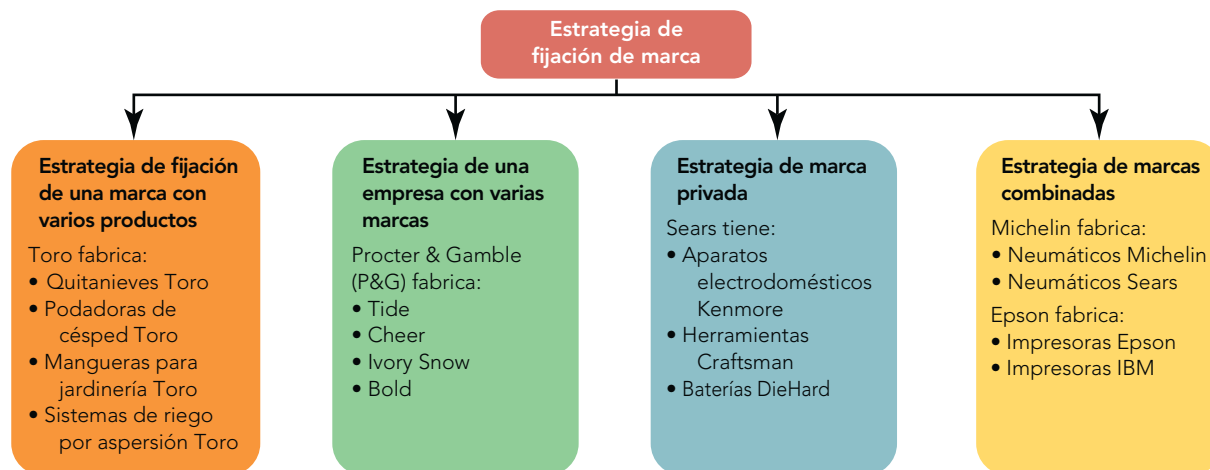 Estrategia de
fijación de marca
Estrategia de fijación
de una marca con
varios productos
Toro fabrica:
• Quitanieves Toro
• Podadoras de
césped Toro
• Mangueras para
jardinería Toro
• Sistemas de riego
por aspersión Toro
Estrategia de una
empresa con varias
marcas
Procter & Gamble
(P&G) fabrica:
• Tide
• Cheer
• Ivory Snow
• Bold
Estrategia de marca
privada
Sears tiene:
• Aparatos
electrodomésticos
Kenmore
• Herramientas
Craftsman
• Baterías DieHard
Estrategia de marcas
combinadas
Michelin fabrica:
• Neumáticos Michelin
• Neumáticos Sears
Epson fabrica:
• Impresoras Epson
• Impresoras IBM